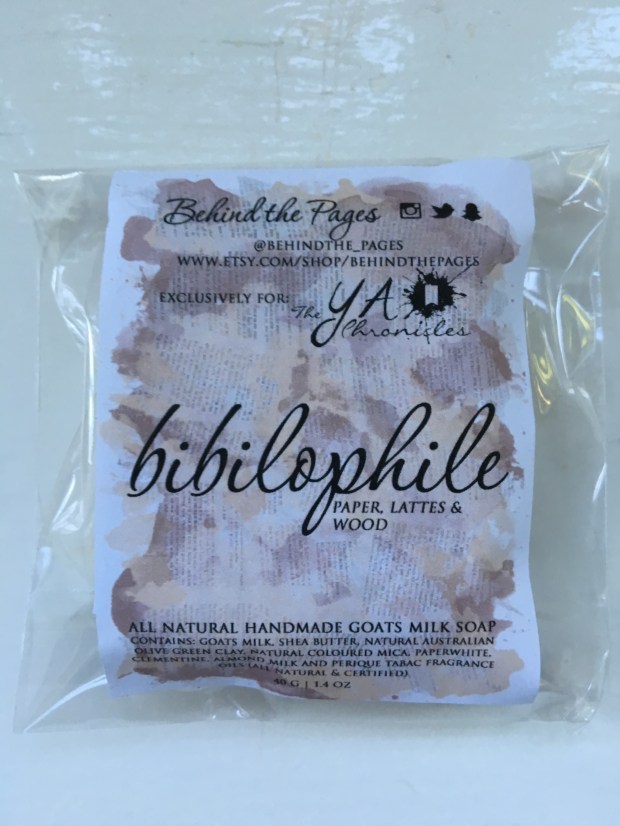 Behind the Pages
@BEHINDTHE_PAGES
WWW.ETSY.COM/SHOP/BEHINDTHEPAGES
EXCLUSIVELY FOR: The YA Chronicles
bibilophile
PAPER, LATTES &
WOOD
ALL NATURAL HANDMADE GOATS MILK SOAP
CONTAINS: GOATS MILK, SHEA BUTTER, NATURAL AUSTRALIAN
OLIVE GREEN CLAY, NATURAL COLOURED MICA, PAPERWHITE,
CLEMENTINE, ALMOND MILK AND PERIQUE TABAC FRAGRANCE
OILS (ALL NATURAL & CERTIFIED)
40 G | 1.4 OZ